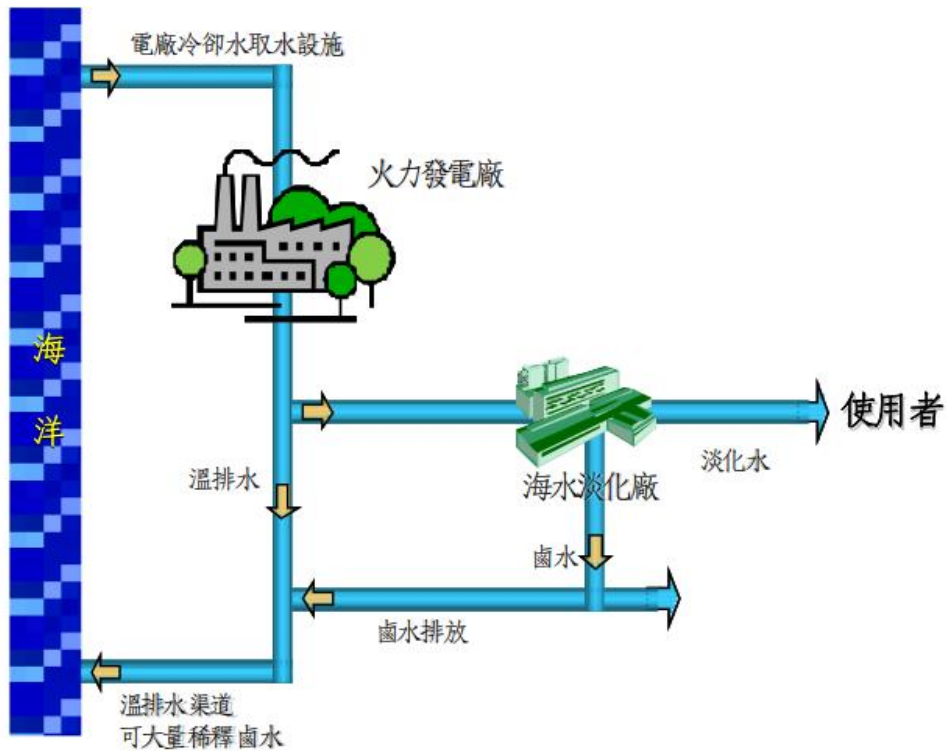 電廠冷卻水取水設施
火力發電廠
海
洋
使用者
溫排水
海水淡化廠
淡化水
鹵水
鹵水排放
溫排水渠道
可大量稀釋鹵水